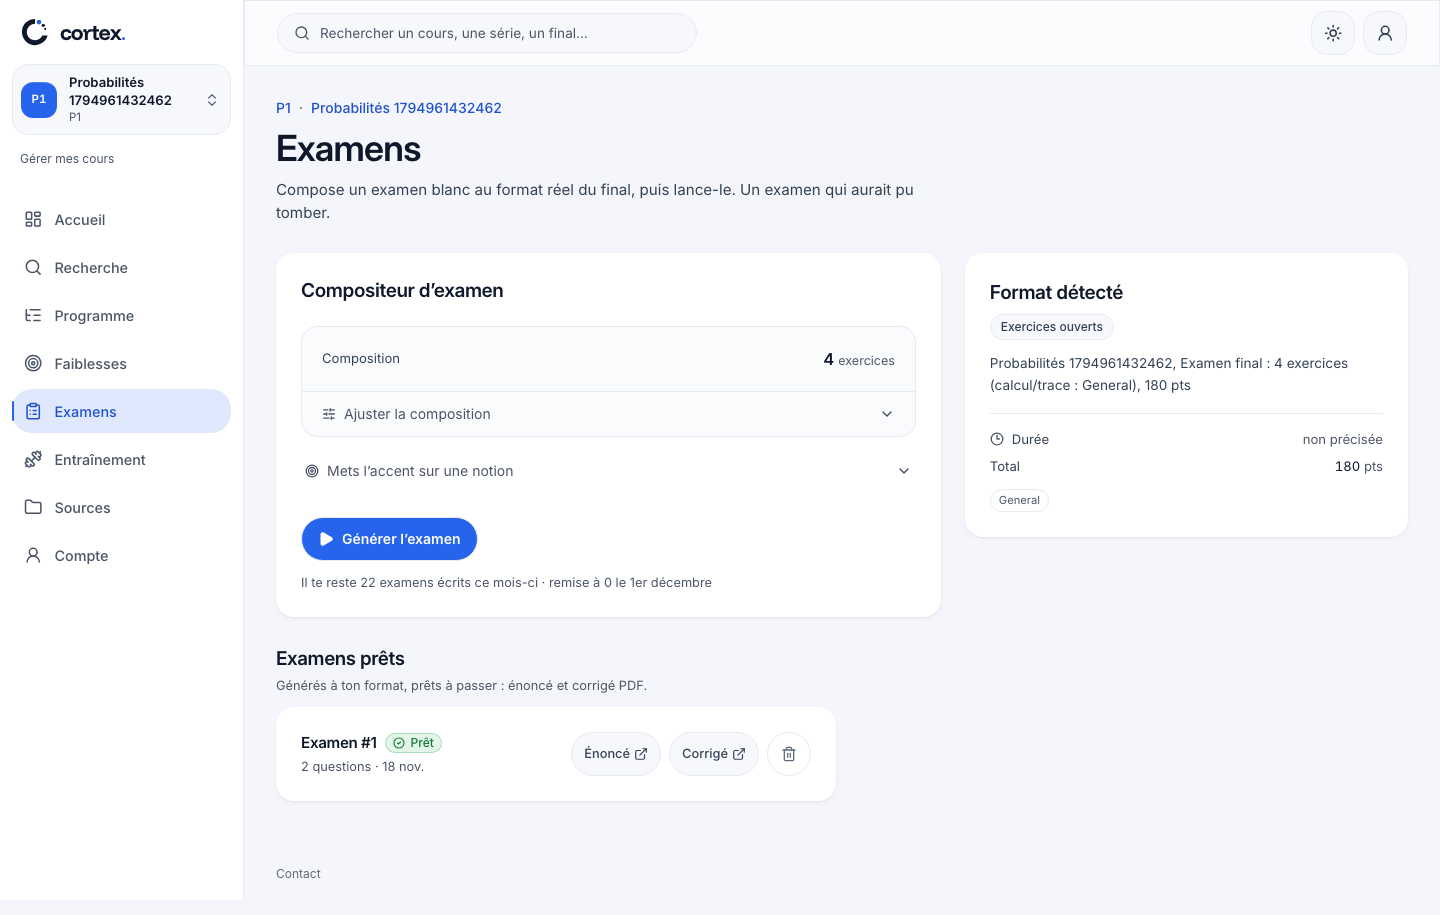 cortex.
Rechercher un cours, une série, un final...
P1
Probabilités
1794961432462
P1
Gérer mes cours
Accueil
Recherche
Programme
Faiblesses
Examens
Entraînement
Sources
Compte
P1 · Probabilités 1794961432462
Examens
Compose un examen blanc au format réel du final, puis lance-le. Un examen qui aurait pu
tomber.
Compositeur d’examen
Composition
4 exercices
Ajuster la composition
Mets l’accent sur une notion
Générer l’examen
Il te reste 22 examens écrits ce mois-ci · remise à 0 le 1er décembre
Format détecté
Exercices ouverts
Probabilités 1794961432462, Examen final : 4 exercices
(calcul/trace : General), 180 pts
Durée
non précisée
Total
180 pts
General
Examens prêts
Générés à ton format, prêts à passer : énoncé et corrigé PDF.
Examen #1 Prêt
2 questions · 18 nov.
Énoncé
Corrigé
Contact